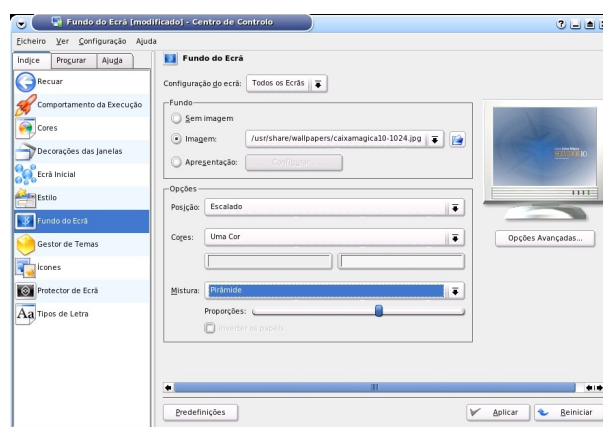 Fundo do Ecrã [modificado] - Centro de Controlo
Ficheiro Ver Configuração Ajuda
Índice Procurar Ajuda
Recuar
Comportamento da Execução
Cores
Decorações das Janelas
Ecrã Inicial
Estilo
Fundo do Ecrã
Gestor de Temas
Ícones
Protector de Ecrã
Tipos de Letra
Fundo do Ecrã
Configuração do ecrã: Todos os Ecrãs
Fundo
Sem imagem
Imagem: /usr/share/wallpapers/caixamagica10-1024.jpg
Apresentação: Configurar...
Opções
Posição: Escalado
Cores: Uma Cor
Mistura: Pirâmide
Proporções:
Inverter os papéis
Opções Avançadas...
Predefinições
Aplicar
Reiniciar